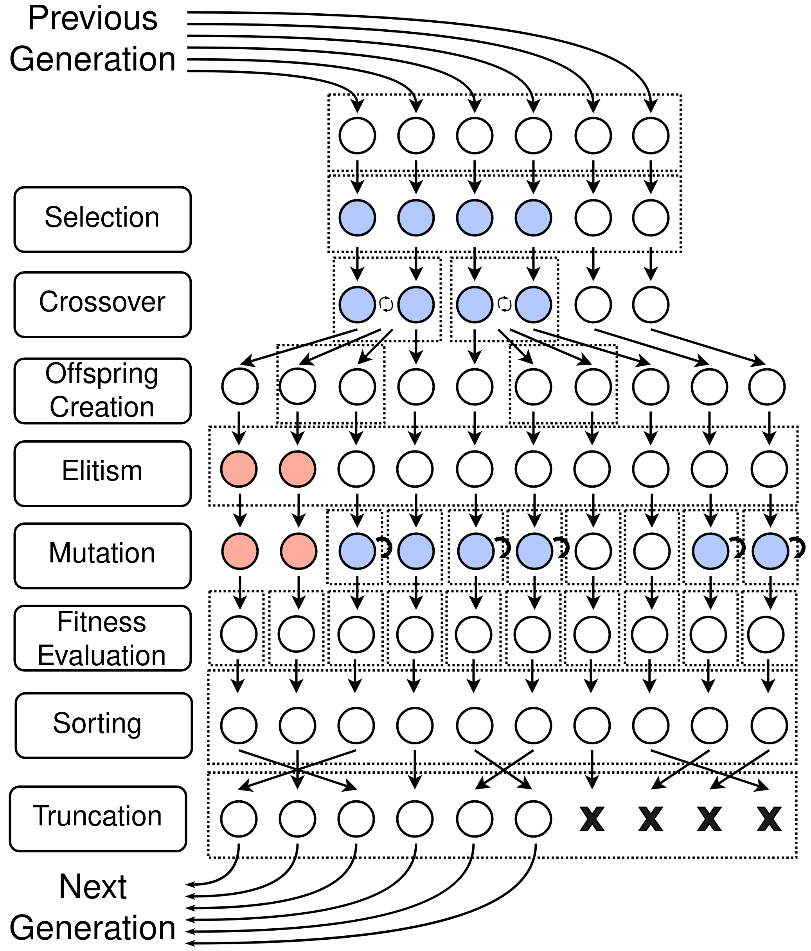 Previous
Generation
Selection
Crossover
Offspring
Creation
Elitism
Mutation
Fitness
Evaluation
Sorting
Truncation
X X X X
Next
Generation